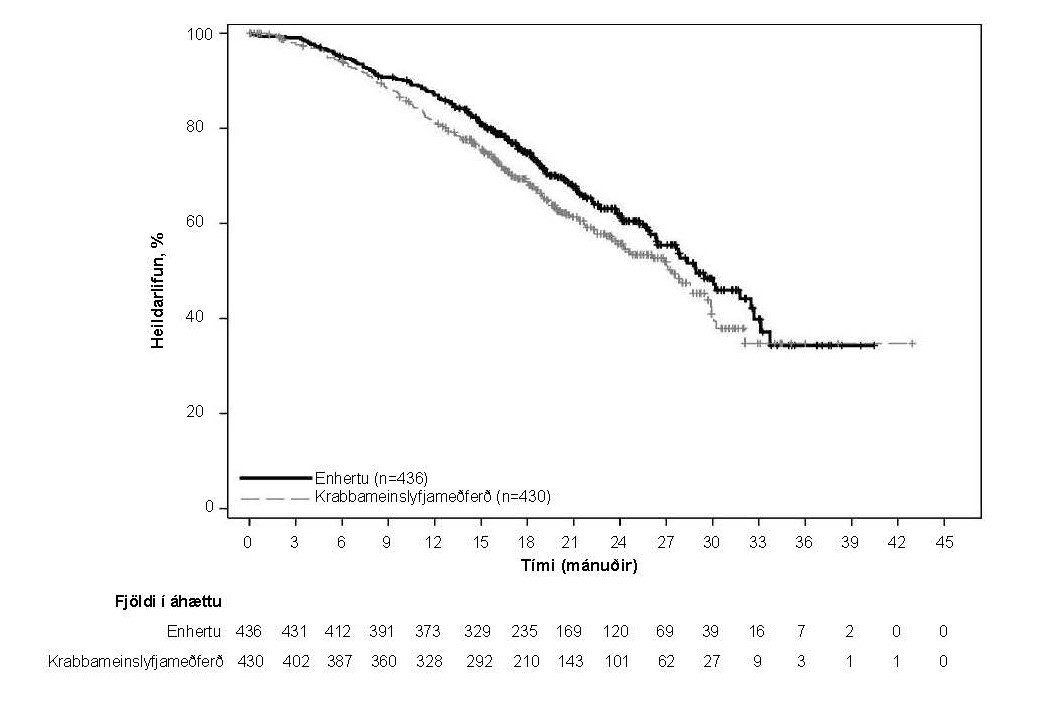 100
80
60
40
20
0
Heildarlifun, %
Enhertu (n=436)
Krabbameinslyfjameðferð (n=430)
0 3 6 9 12 15 18 21 24 27 30 33 36 39 42 45
Tími (mánuðir)
Fjöldi í áhættu
Enhertu 436 431 412 391 373 329 235 169 120 69 39 16 7 2 0 0
Krabbameinslyfjameðferð 430 402 387 360 328 292 210 143 101 62 27 9 3 1 1 0